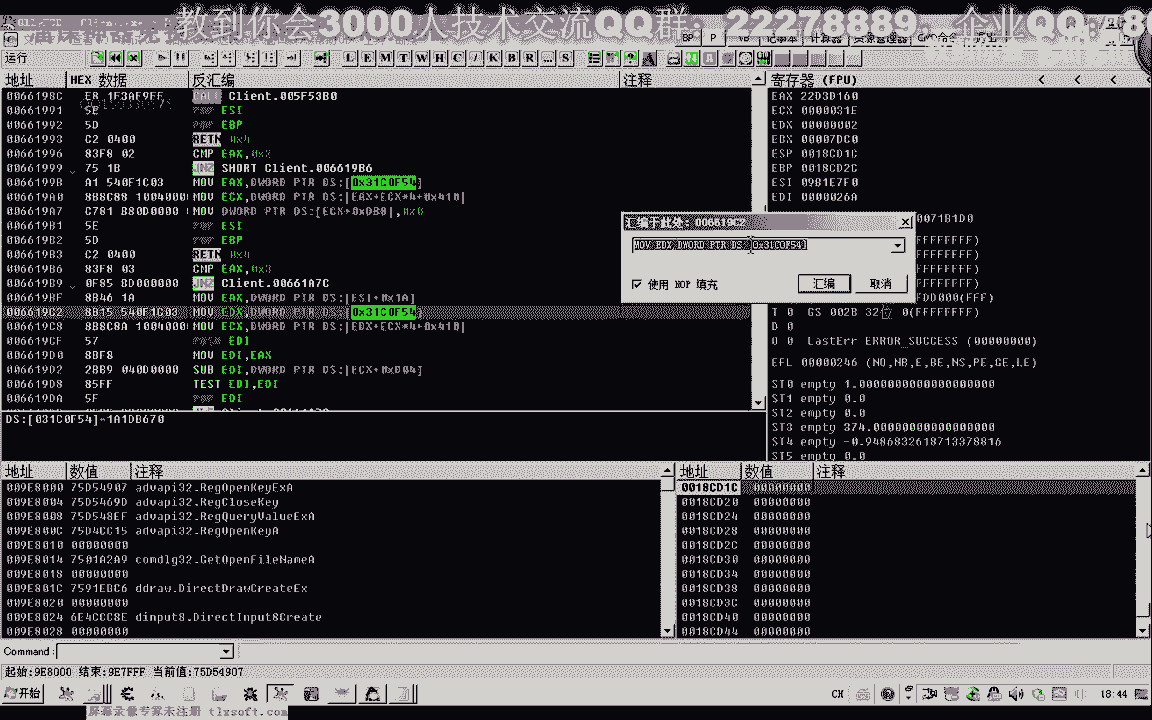 教到你会3000人技术交流QQ群：22278889 企业QQ
BP P
运行
L E M T W H C / K B R ... S
地址 HEX 数据 反汇编 注释
0066198C E8 1F3AF9FF CALL Client.005F53B0
00661991 5E POP ESI
00661992 5D POP EBP
00661993 C2 0400 RETN 0x4
00661996 83F8 02 CMP EAX,0x2
00661999 75 1B JNZ SHORT Client.006619B6
0066199B A1 540F1C03 MOV EAX,DWORD PTR DS:[0x31C0F54]
006619A0 8B8C88 1004000 MOV ECX,DWORD PTR DS:[EAX+ECX*4+0x410]
006619A7 C781 B80D0000 MOV DWORD PTR DS:[ECX+0xDB8],0x0
006619B1 5E POP ESI
006619B2 5D POP EBP
006619B3 C2 0400 RETN 0x4
006619B6 83F8 03 CMP EAX,0x3
006619B9 0F85 BD000000 JNZ Client.00661A7C
006619BF 8B46 1A MOV EAX,DWORD PTR DS:[ESI+0x1A]
006619C2 8B15 540F1C03 MOV EDX,DWORD PTR DS:[0x31C0F54]
006619C8 8B8C8A 1004000 MOV ECX,DWORD PTR DS:[EDX+ECX*4+0x410]
006619CF 57 PUSH EDI
006619D0 8BF8 MOV EDI,EAX
006619D2 2BB9 040D0000 SUB EDI,DWORD PTR DS:[ECX+0xD04]
006619D8 85FF TEST EDI,EDI
006619DA 5F POP EDI
DS:[031C0F54]=1A1DB670
寄存器 (FPU) < < <
EAX 22D3D160
ECX 0000031E
EDX 00000002
EBX 00007DC0
ESP 0018CD1C
EBP 0018CD2C
ESI 09B1E7F0
EDI 0000026A
0071B1D0
(FFFFFFFF)
(FFFFFFFF)
(FFFFFFFF)
(FFFFFFFF)
FDD000(FFF)
T 0 GS 002B 32位 0(FFFFFFFF)
D 0
O 0 LastErr ERROR_SUCCESS (00000000)
EFL 00000246 (NO,NB,E,BE,NS,PE,GE,LE)
ST0 empty 1.0000000000000000000
ST1 empty 0.0
ST2 empty 0.0
ST3 empty 374.00000000000000000
ST4 empty -0.9486832618713378816
ST5 empty 0.0
汇编于此处：006619C2
MOV EDX,DWORD PTR DS:[0x31C0F54]
使用 NOP 填充 汇编 取消
地址 数值 注释
009E8000 75D54907 advapi32.RegOpenKeyExA
009E8004 75D5469D advapi32.RegCloseKey
009E8008 75D548EF advapi32.RegQueryValueExA
009E800C 75D4CC15 advapi32.RegOpenKeyA
009E8010 00000000
009E8014 7501A2A9 comdlg32.GetOpenFileNameA
009E8018 00000000
009E801C 7591EBC6 ddraw.DirectDrawCreateEx
009E8020 00000000
009E8024 6E4CCC8E dinput8.DirectInput8Create
009E8028 00000000
地址 数值 注释
0018CD1C 00000000
0018CD20 00000000
0018CD24 00000000
0018CD28 00000000
0018CD2C 00000000
0018CD30 00000000
0018CD34 00000000
0018CD38 00000000
0018CD3C 00000000
0018CD40 00000000
0018CD44 00000000
Command:
起始:9E8000 结束:9E7FFF 当前值:75D54907
开始 CH 18:44
屏幕录像专家未注册 tlxsoft.com